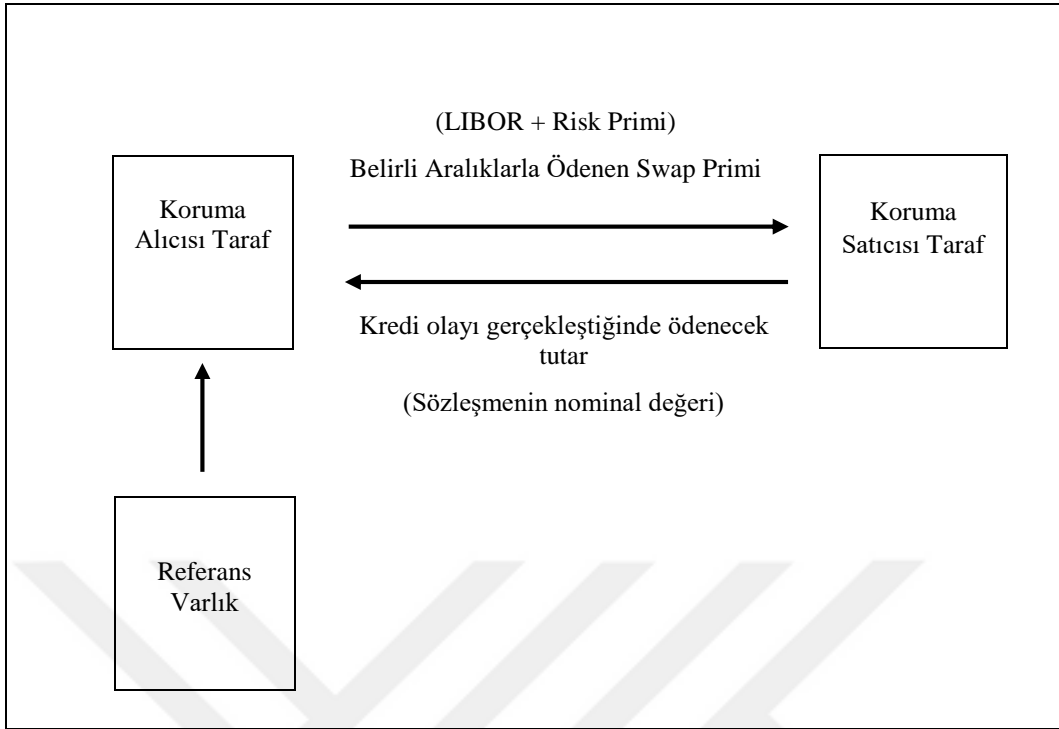 (LIBOR + Risk Primi)
Belirli Aralıklarla Ödenen Swap Primi
Koruma
Alıcısı Taraf
Koruma
Satıcısı Taraf
Kredi olayı gerçekleştiğinde ödenecek
tutar
(Sözleşmenin nominal değeri)
Referans
Varlık